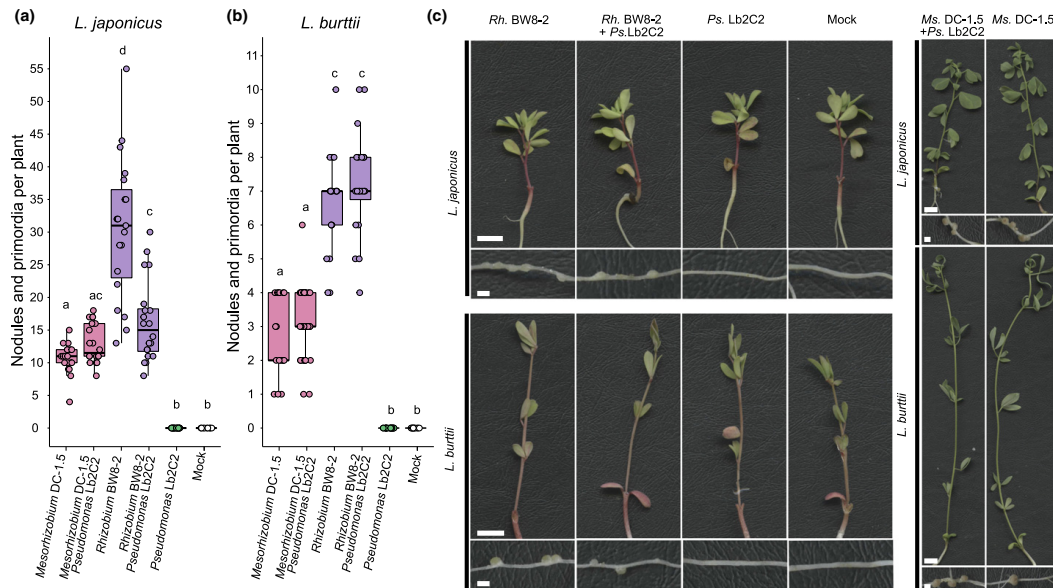 (a)
L. japonicus
Nodules and primordia per plant
55
50
45
40
35
30
25
20
15
10
5
0
a
ac
d
c
b
b
Mesorhizobium DC-1.5
Mesorhizobium DC-1.5
Pseudomonas Lb2C2
Rhizobium BW8-2
Rhizobium BW8-2
Pseudomonas Lb2C2
Pseudomonas Lb2C2
Mock
(b)
L. burttii
Nodules and primordia per plant
11
10
9
8
7
6
5
4
3
2
1
0
a
a
c
c
b
b
Mesorhizobium DC-1.5
Mesorhizobium DC-1.5
Pseudomonas Lb2C2
Rhizobium BW8-2
Rhizobium BW8-2
Pseudomonas Lb2C2
Pseudomonas Lb2C2
Mock
(c)
Rh. BW8-2
Rh. BW8-2
+ Ps.Lb2C2
Ps. Lb2C2
Mock
Ms. DC-1.5
+Ps. Lb2C2
Ms. DC-1.5
L. japonicus
L. japonicus
L. burttii
L. burttii